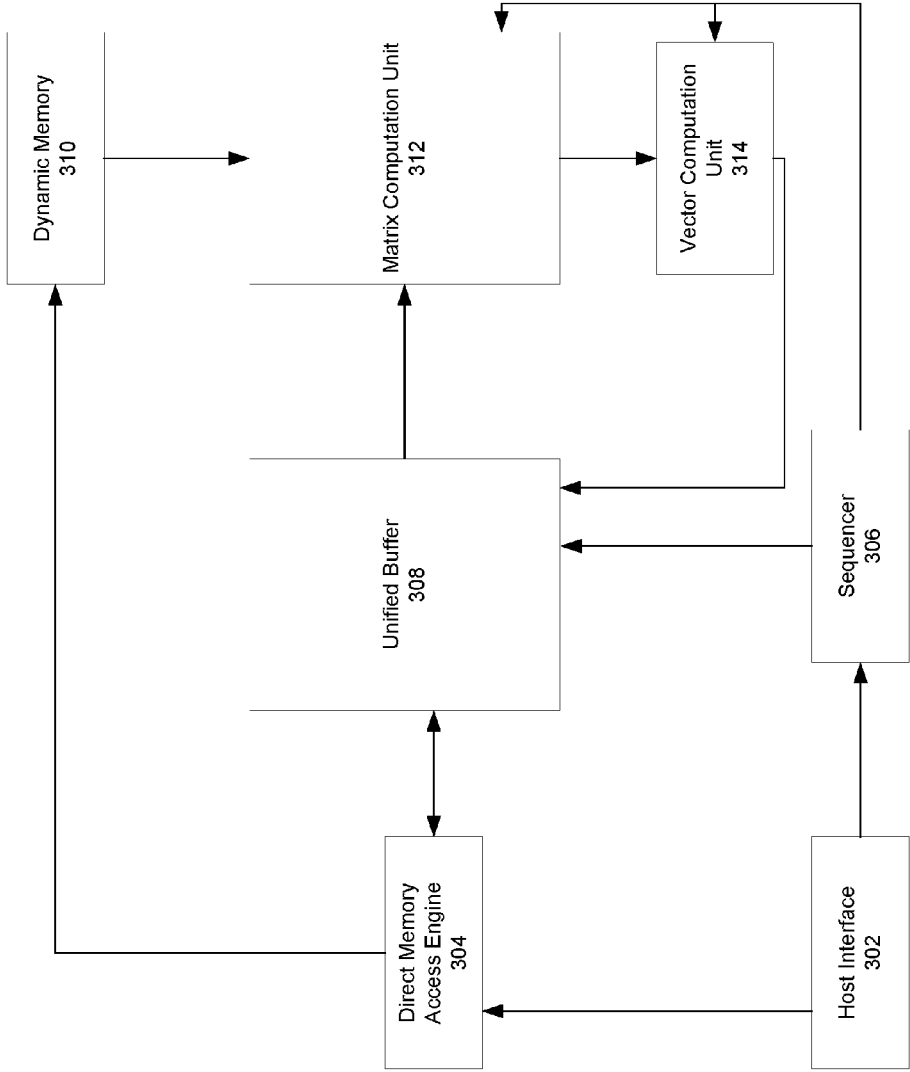 Dynamic Memory
310
Matrix Computation Unit
312
Vector Computation
Unit
314
Unified Buffer
308
Sequencer
306
Direct Memory
Access Engine
304
Host Interface
302